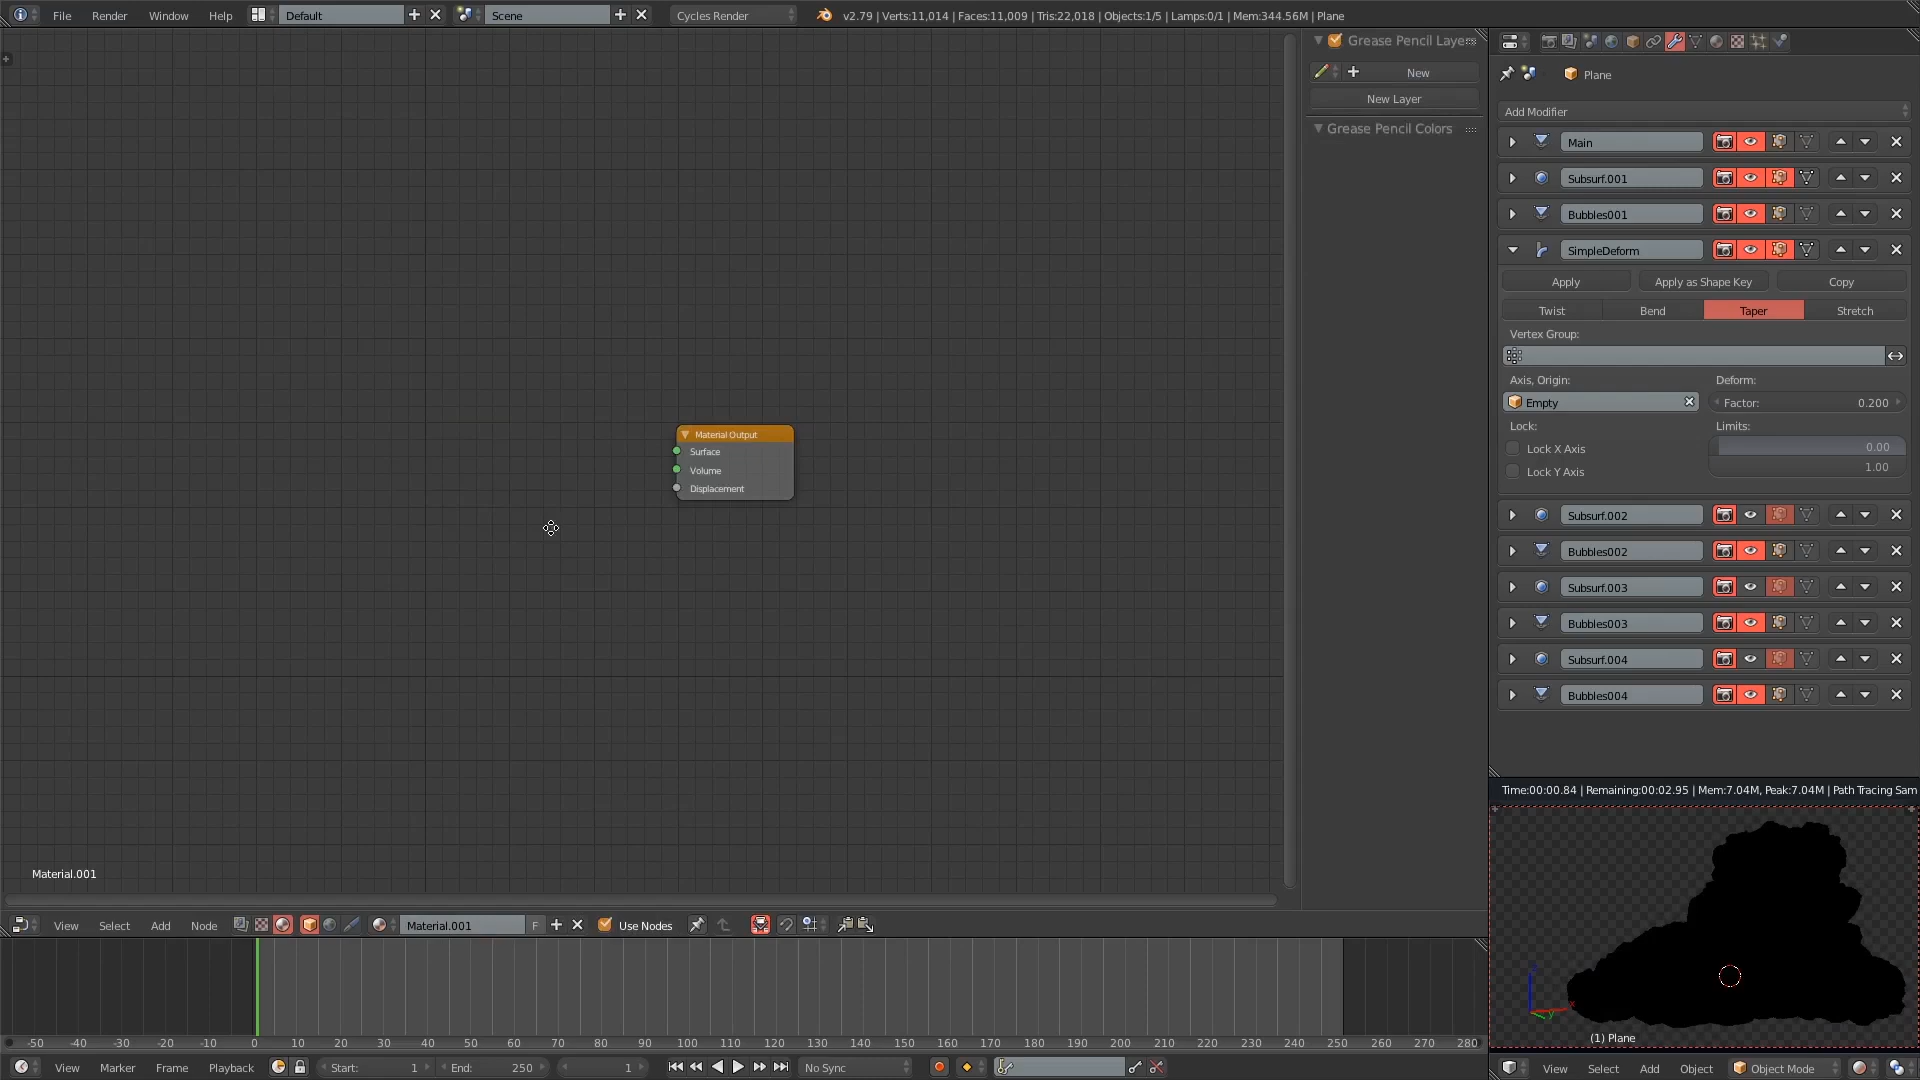 File Render Window Help Default Scene Cycles Render v2.79 | Verts:11,014 | Faces:11,009 | Tris:22,018 | Objects:1/5 | Lamps:0/1 | Mem:344.56M | Plane
Grease Pencil Laye
New
New Layer
Grease Pencil Colors
Plane
Add Modifier
Main
Subsurf.001
Bubbles001
SimpleDeform
Apply Apply as Shape Key Copy
Twist Bend Taper Stretch
Vertex Group:
Axis, Origin: Deform:
Empty Factor: 0.200
Lock: Limits:
Lock X Axis 0.00
Lock Y Axis 1.00
Subsurf.002
Bubbles002
Subsurf.003
Bubbles003
Subsurf.004
Bubbles004
Material Output
Surface
Volume
Displacement
Material.001
Time:00:00.84 | Remaining:00:02.95 | Mem:7.04M, Peak:7.04M | Path Tracing Sam
(1) Plane
View Select Add Node Material.001 F Use Nodes
-50 -40 -30 -20 -10 0 10 20 30 40 50 60 70 80 90 100 110 120 130 140 150 160 170 180 190 200 210 220 230 240 250 260 270 280
View Marker Frame Playback Start: 1 End: 250 1 No Sync
View Select Add Object Object Mode